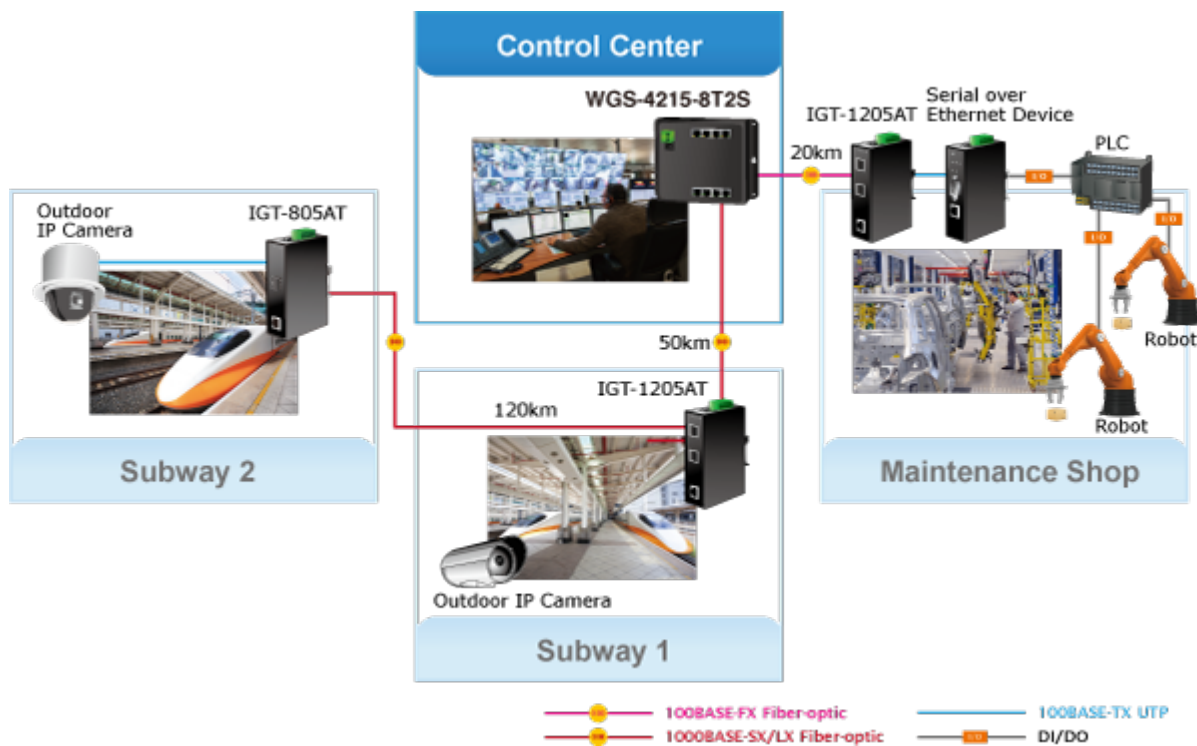 Control Center
WGS-4215-8T2S
IGT-1205AT
Serial over
Ethernet Device
PLC
20km
I/O
I/O
I/O
Robot
Robot
Maintenance Shop
Outdoor
IP Camera
IGT-805AT
Subway 2
50km
120km
IGT-1205AT
Outdoor IP Camera
Subway 1
100BASE-FX Fiber-optic
100BASE-TX UTP
1000BASE-SX/LX Fiber-optic
I/O
DI/DO